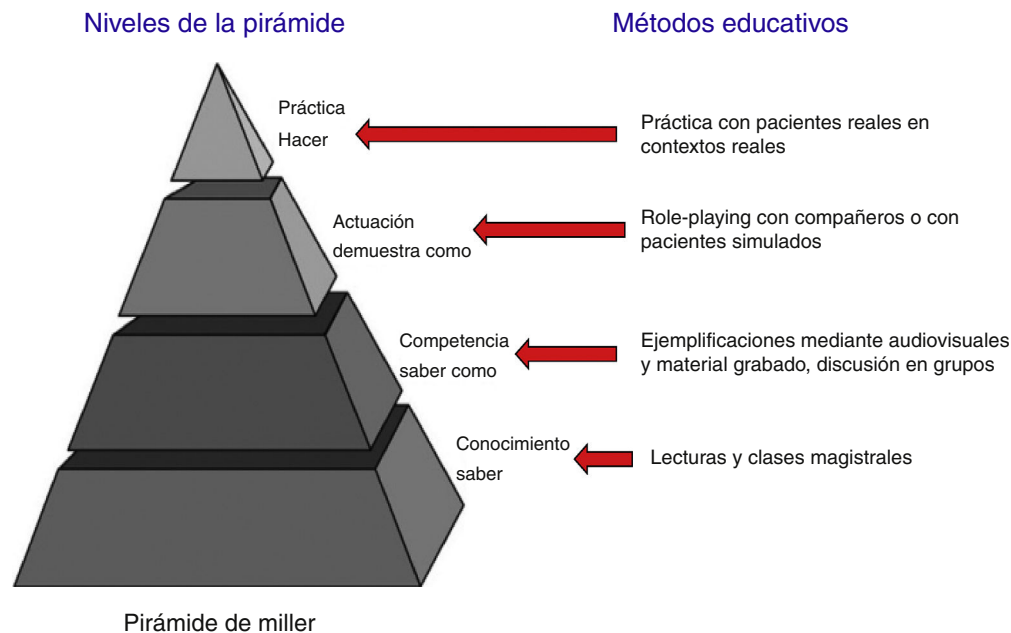 Niveles de la pirámide
Métodos educativos
Práctica
Hacer
Práctica con pacientes reales en
contextos reales
Actuación
demuestra como
Role-playing con compañeros o con
pacientes simulados
Competencia
saber como
Ejemplificaciones mediante audiovisuales
y material grabado, discusión en grupos
Conocimiento
saber
Lecturas y clases magistrales
Pirámide de miller